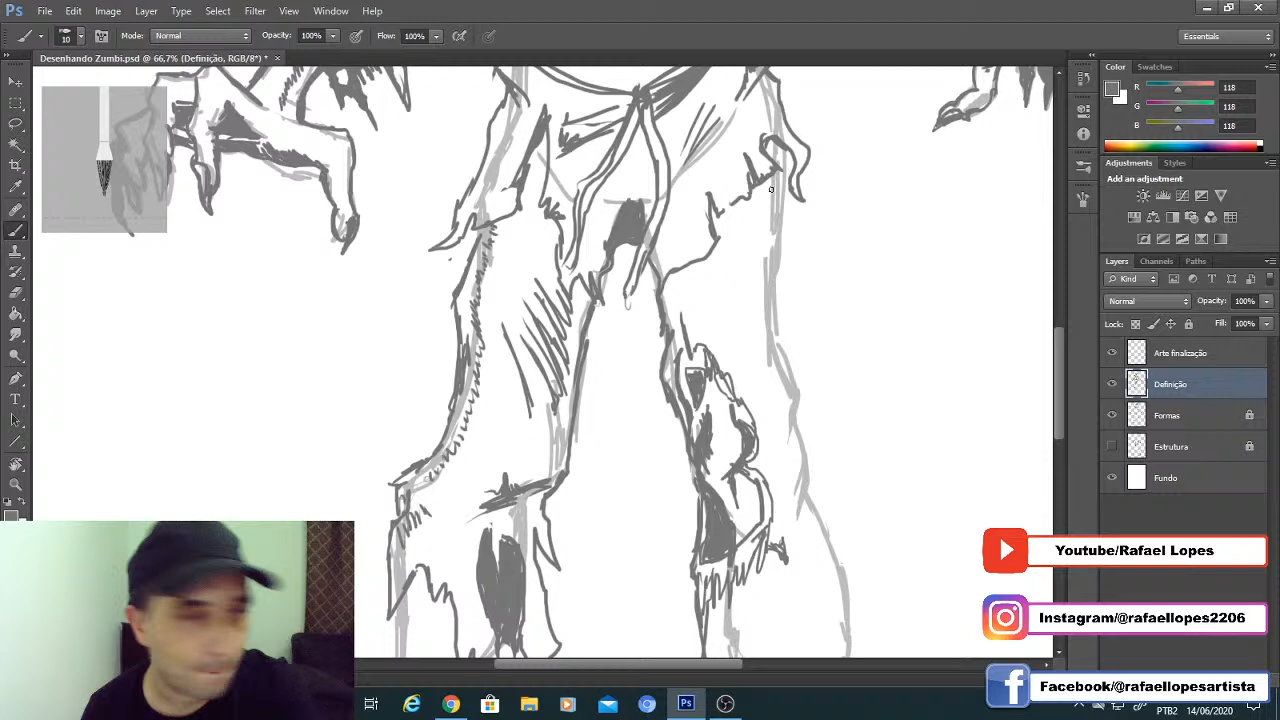 Ps File Edit Image Layer Type Select Filter View Window Help
10 Mode: Normal Opacity: 100% Flow: 100% Essentials
Desenhando Zumbi.psd @ 66,7% (Definição, RGB/8*) * ×
Color Swatches
R 118
G 118
B 118
Adjustments Styles
Add an adjustment
Layers Channels Paths
Kind
Normal Opacity: 100%
Lock: Fill: 100%
Arte finalização
Definição
Formas
Estrutura
Fundo
Youtube/Rafael Lopes
Instagram/@rafaellopes2206
Facebook/@rafaellopesartista
PTB2 14/06/2020